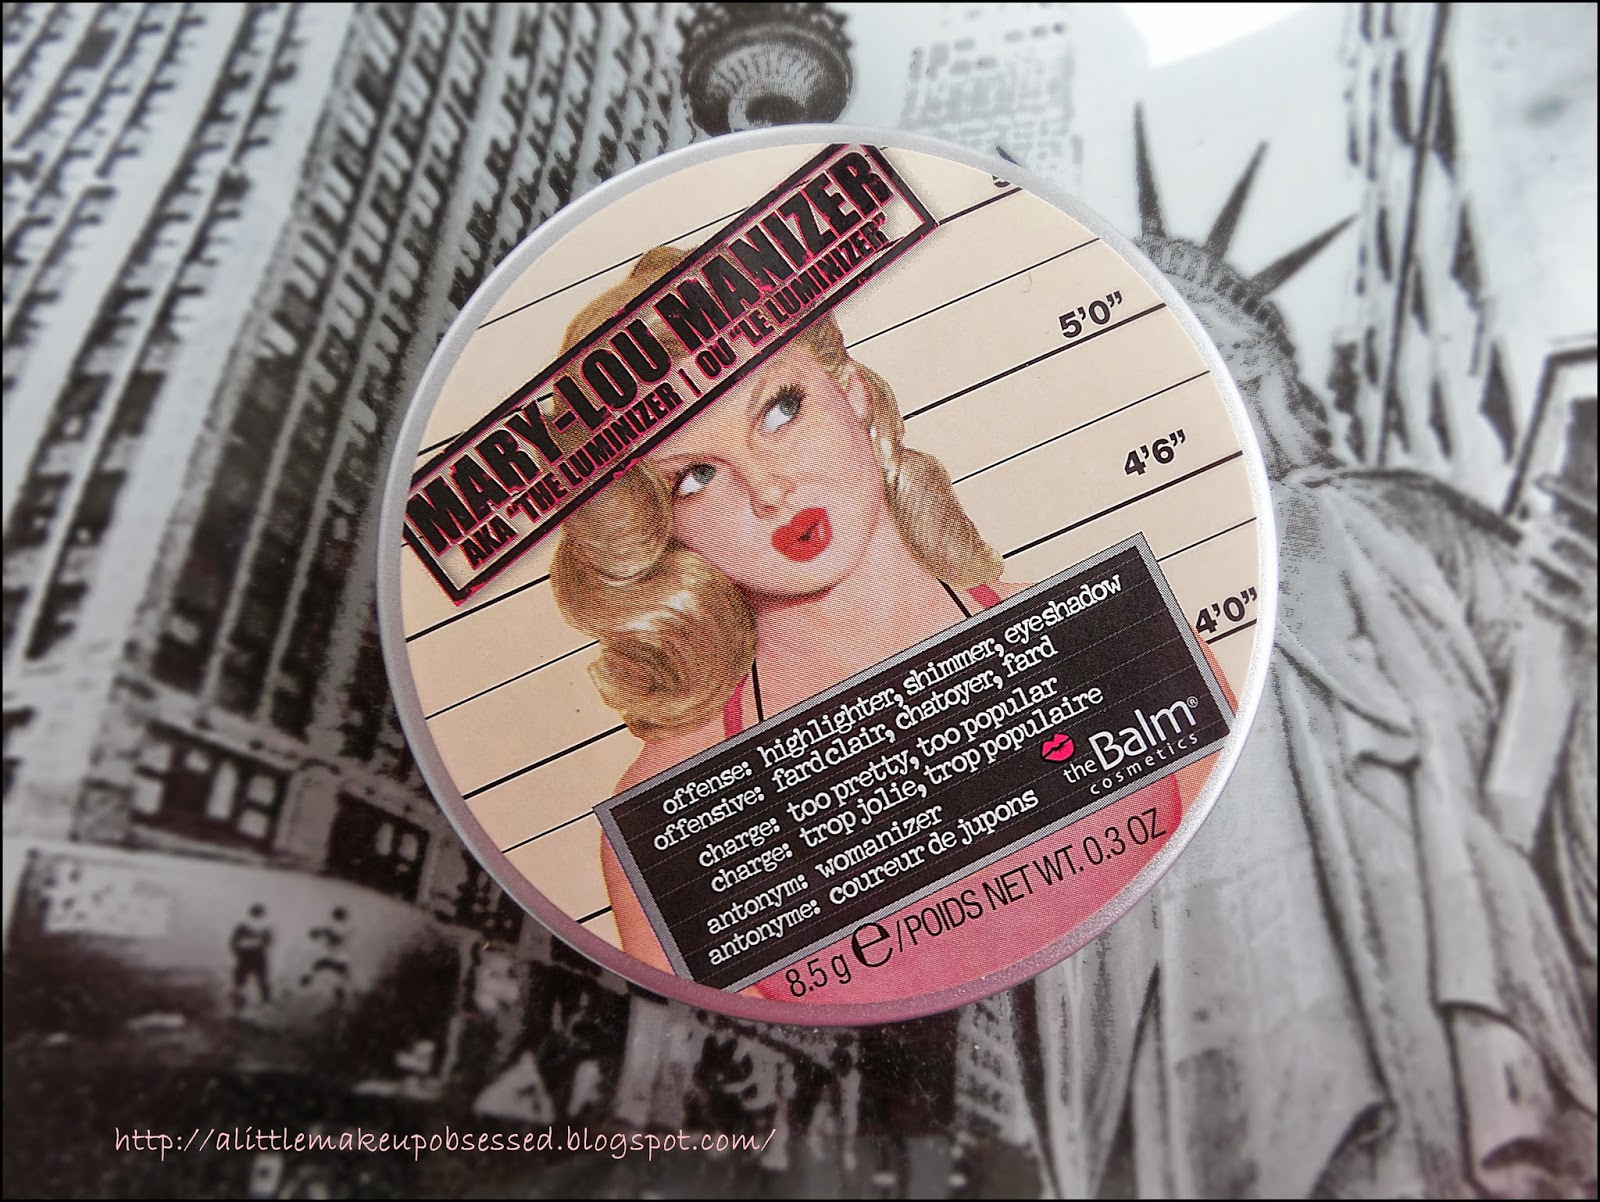 MARY-LOU MANIZER
AKA "THE LUMINIZER | OU "LE LUMINIZER"
5'0"
4'6"
4'0"
offense: highlighter, shimmer, eyeshadow
offensive: fard clair, chatoyer, fard
charge: too pretty, too popular
charge: trop jolie, trop populaire
antonym: womanizer
antonyme: coureur de jupons
theBalm®
cosmetics
8.5 g e/POIDS NET WT. 0.3 OZ
http://alittlemakeupobsessed.blogspot.com/